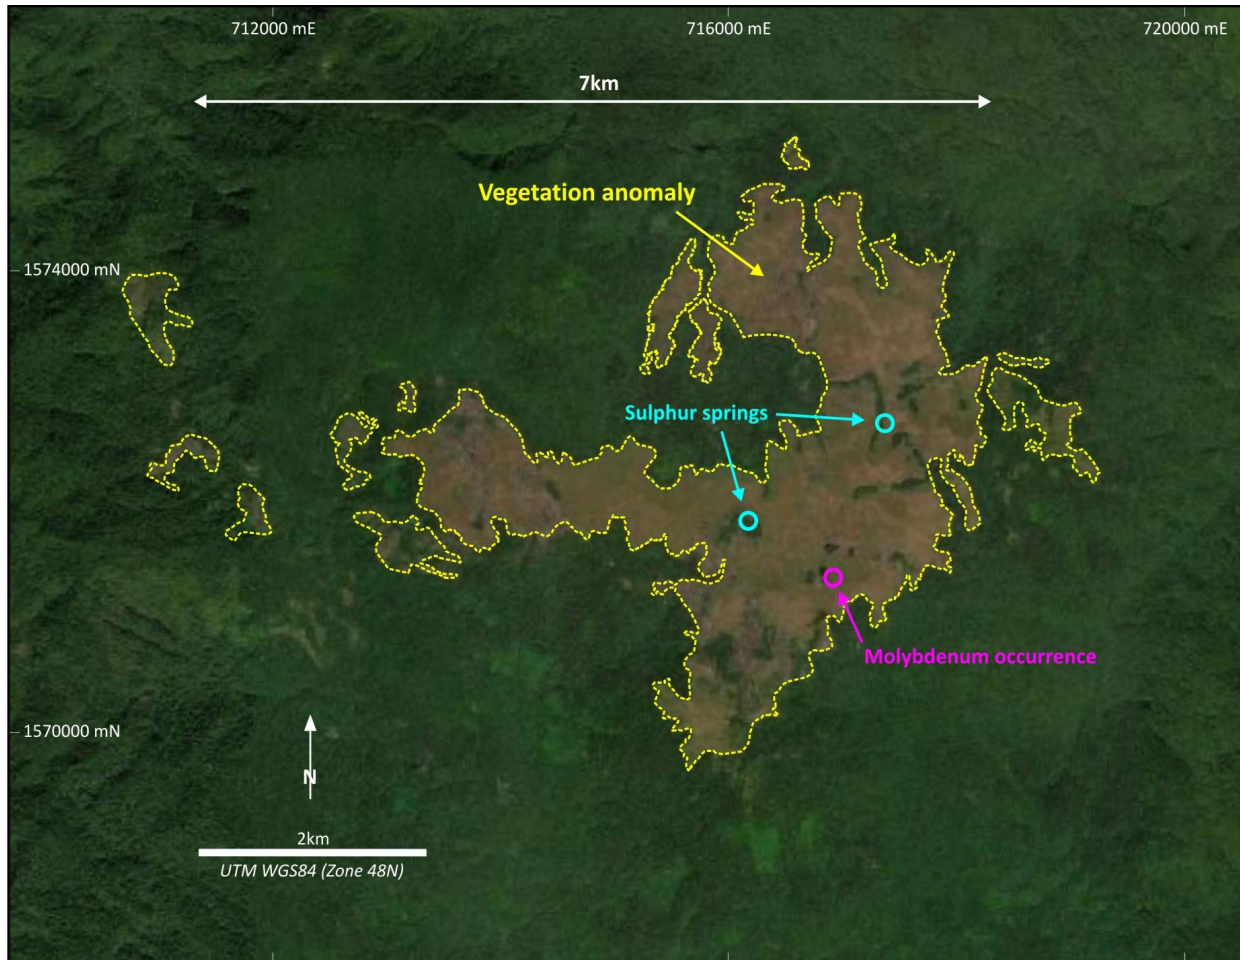 712000 mE
716000 mE
720000 mE
7km
Vegetation anomaly
1574000 mN
Sulphur springs
Molybdenum occurrence
1570000 mN
N
2km
UTM WGS84 (Zone 48N)